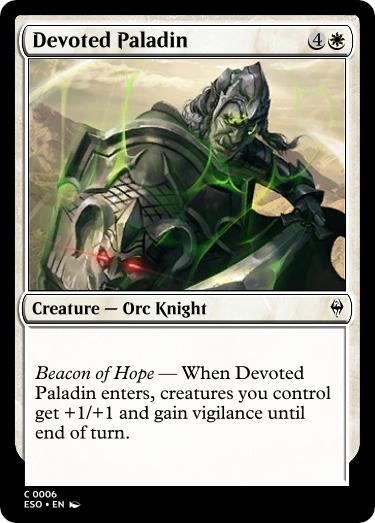 Devoted Paladin 4
Creature — Orc Knight
Beacon of Hope — When Devoted
Paladin enters, creatures you control
get +1/+1 and gain vigilance until
end of turn.
C 0006
ESO • EN